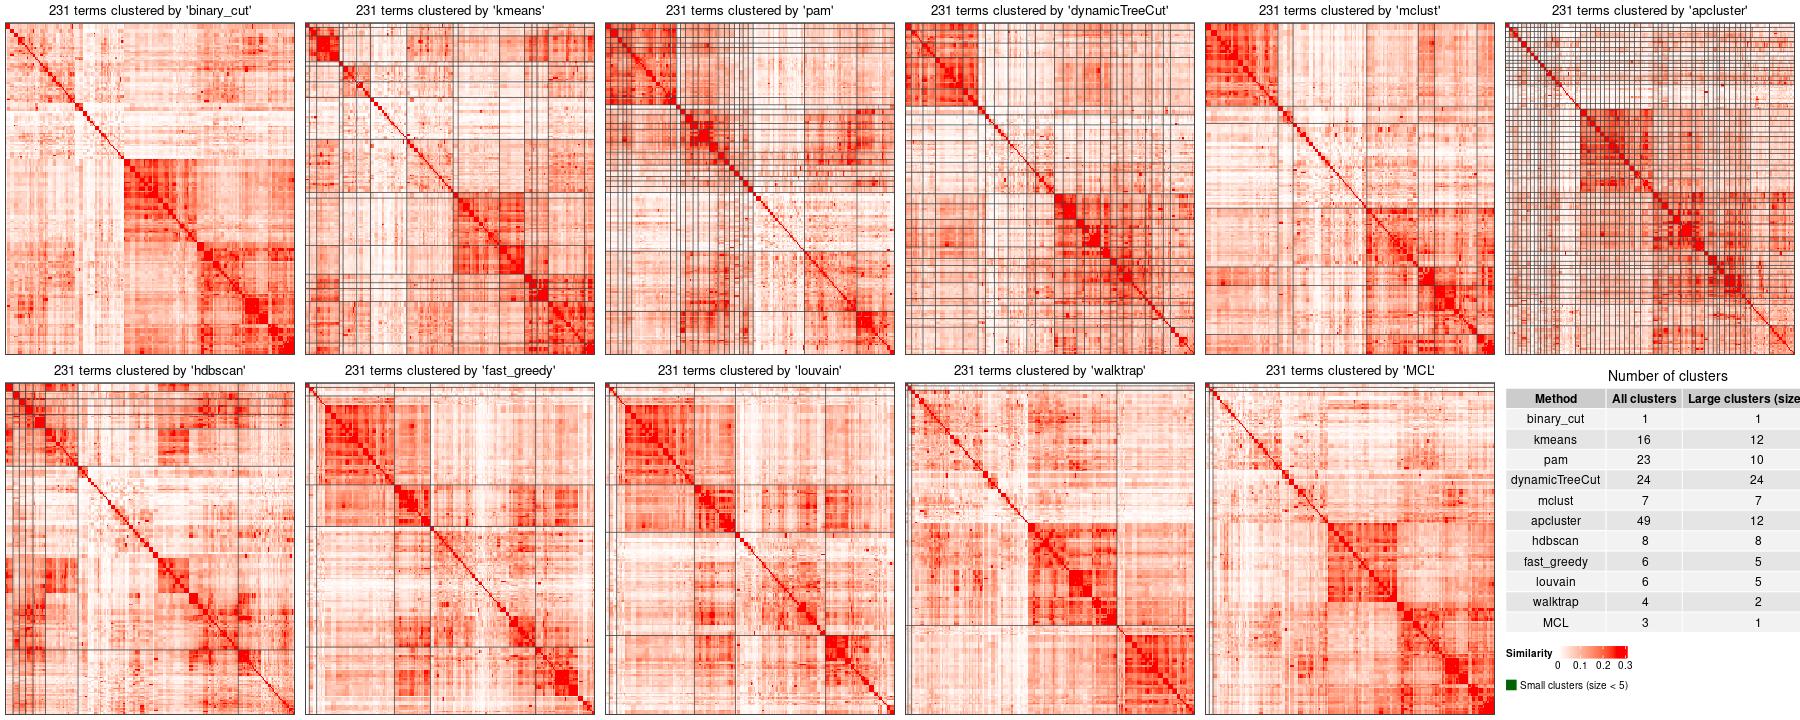 231 terms clustered by 'binary_cut'
231 terms clustered by 'kmeans'
231 terms clustered by 'pam'
231 terms clustered by 'dynamicTreeCut'
231 terms clustered by 'mclust'
231 terms clustered by 'apcluster'
231 terms clustered by 'hdbscan'
231 terms clustered by 'fast_greedy'
231 terms clustered by 'louvain'
231 terms clustered by 'walktrap'
231 terms clustered by 'MCL'
Number of clusters
Method All clusters Large clusters (size
binary_cut 1 1
kmeans 16 12
pam 23 10
dynamicTreeCut 24 24
mclust 7 7
apcluster 49 12
hdbscan 8 8
fast_greedy 6 5
louvain 6 5
walktrap 4 2
MCL 3 1
Similarity
0 0.1 0.2 0.3
Small clusters (size < 5)